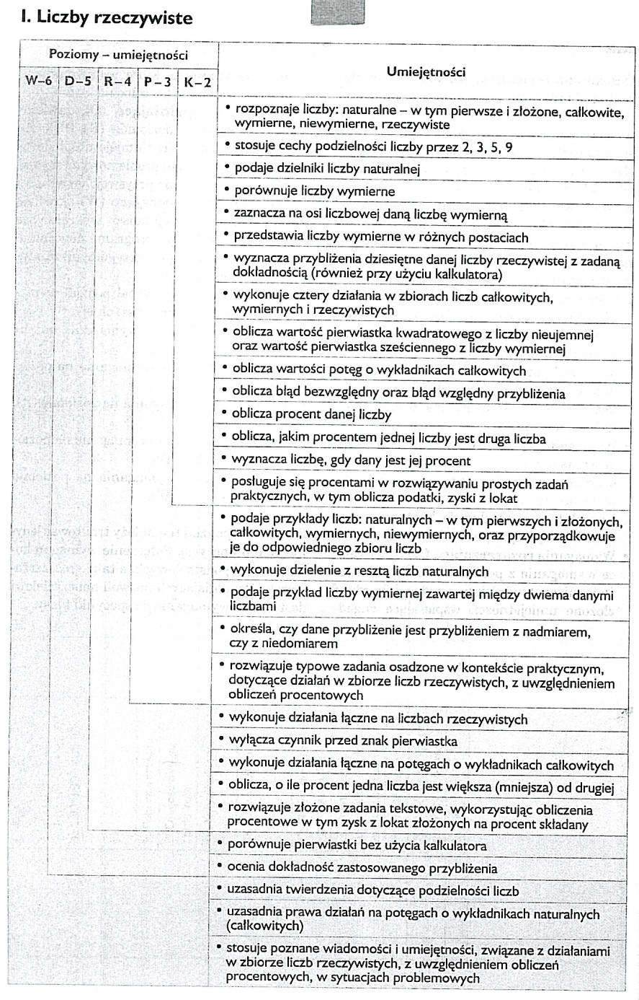 I. Liczby rzeczywiste
Poziomy – umiejętności
Umiejętności
W–6 D–5 R–4 P–3 K–2
• rozpoznaje liczby: naturalne – w tym pierwsze i złożone, całkowite,
wymierne, niewymierne, rzeczywiste
• stosuje cechy podzielności liczby przez 2, 3, 5, 9
• podaje dzielniki liczby naturalnej
• porównuje liczby wymierne
• zaznacza na osi liczbowej daną liczbę wymierną
• przedstawia liczby wymierne w różnych postaciach
• wyznacza przybliżenia dziesiętne danej liczby rzeczywistej z zadaną
dokładnością (również przy użyciu kalkulatora)
• wykonuje cztery działania w zbiorach liczb całkowitych,
wymiernych i rzeczywistych
• oblicza wartość pierwiastka kwadratowego z liczby nieujemnej
oraz wartość pierwiastka sześciennego z liczby wymiernej
• oblicza wartości potęg o wykładnikach całkowitych
• oblicza błąd bezwzględny oraz błąd względny przybliżenia
• oblicza procent danej liczby
• oblicza, jakim procentem jednej liczby jest druga liczba
• wyznacza liczbę, gdy dany jest jej procent
• posługuje się procentami w rozwiązywaniu prostych zadań
praktycznych, w tym oblicza podatki, zyski z lokat
• podaje przykłady liczb: naturalnych – w tym pierwszych i złożonych,
całkowitych, wymiernych, niewymiernych, oraz przyporządkowuje
je do odpowiedniego zbioru liczb
• wykonuje dzielenie z resztą liczb naturalnych
• podaje przykład liczby wymiernej zawartej między dwiema danymi
liczbami
• określa, czy dane przybliżenie jest przybliżeniem z nadmiarem,
czy z niedomiarem
• rozwiązuje typowe zadania osadzone w kontekście praktycznym,
dotyczące działań w zbiorze liczb rzeczywistych, z uwzględnieniem
obliczeń procentowych
• wykonuje działania łączne na liczbach rzeczywistych
• wyłącza czynnik przed znak pierwiastka
• wykonuje działania łączne na potęgach o wykładnikach całkowitych
• oblicza, o ile procent jedna liczba jest większa (mniejsza) od drugiej
• rozwiązuje złożone zadania tekstowe, wykorzystując obliczenia
procentowe w tym zysk z lokat złożonych na procent składany
• porównuje pierwiastki bez użycia kalkulatora
• ocenia dokładność zastosowanego przybliżenia
• uzasadnia twierdzenia dotyczące podzielności liczb
• uzasadnia prawa działań na potęgach o wykładnikach naturalnych
(całkowitych)
• stosuje poznane wiadomości i umiejętności, związane z działaniami
w zbiorze liczb rzeczywistych, z uwzględnieniem obliczeń
procentowych, w sytuacjach problemowych